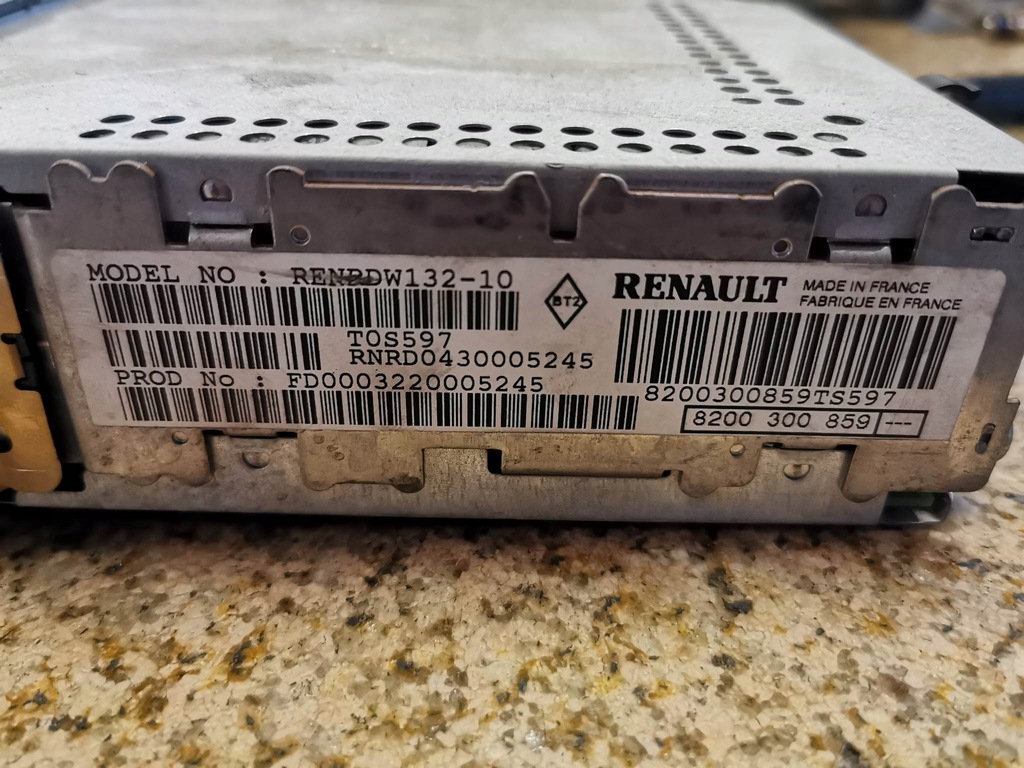 MODEL NO : RENRDW132-10
T0S597
RNRD0430005245
PROD No : FD0003220005245
BT2
RENAULT
MADE IN FRANCE
FABRIQUE EN FRANCE
8200300859TS597
8200 300 859 ---